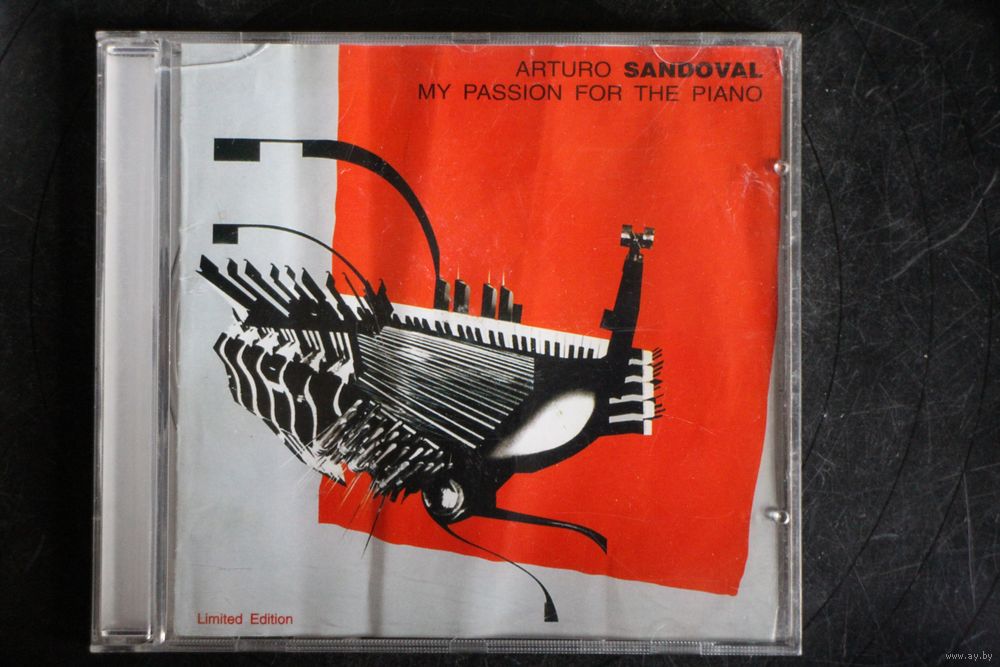 ARTURO SANDOVAL
MY PASSION FOR THE PIANO
Limited Edition
www.ay.by